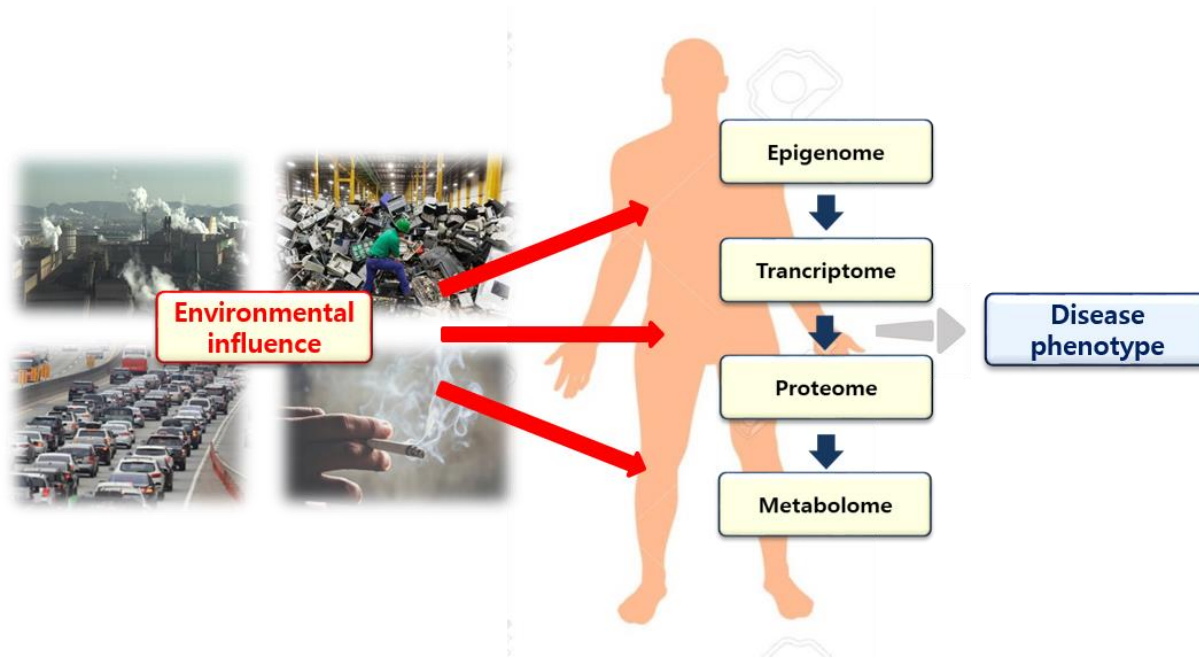 Environmental
influence
Epigenome
Trancriptome
Proteome
Metabolome
Disease
phenotype